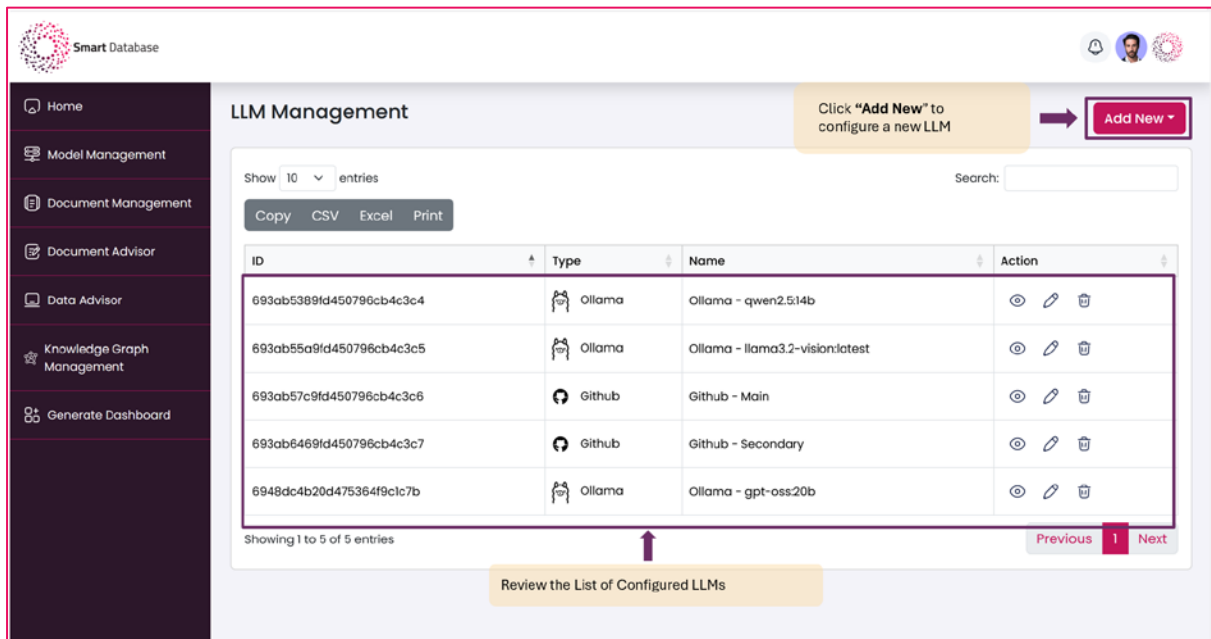 Smart Database
Home
Model Management
Document Management
Document Advisor
Data Advisor
Knowledge Graph
Management
Generate Dashboard
LLM Management
Click “Add New” to
configure a new LLM
Add New
Show 10 entries
Search:
Copy CSV Excel Print
ID Type Name Action
693ab5389fd450796cb4c3c4 Ollama Ollama - qwen2.5:14b
693ab55a9fd450796cb4c3c5 Ollama Ollama - llama3.2-vision:latest
693ab57c9fd450796cb4c3c6 Github Github - Main
693ab6469fd450796cb4c3c7 Github Github - Secondary
6948dc4b20d475364f9c1c7b Ollama Ollama - gpt-oss:20b
Showing 1 to 5 of 5 entries
Previous 1 Next
Review the List of Configured LLMs